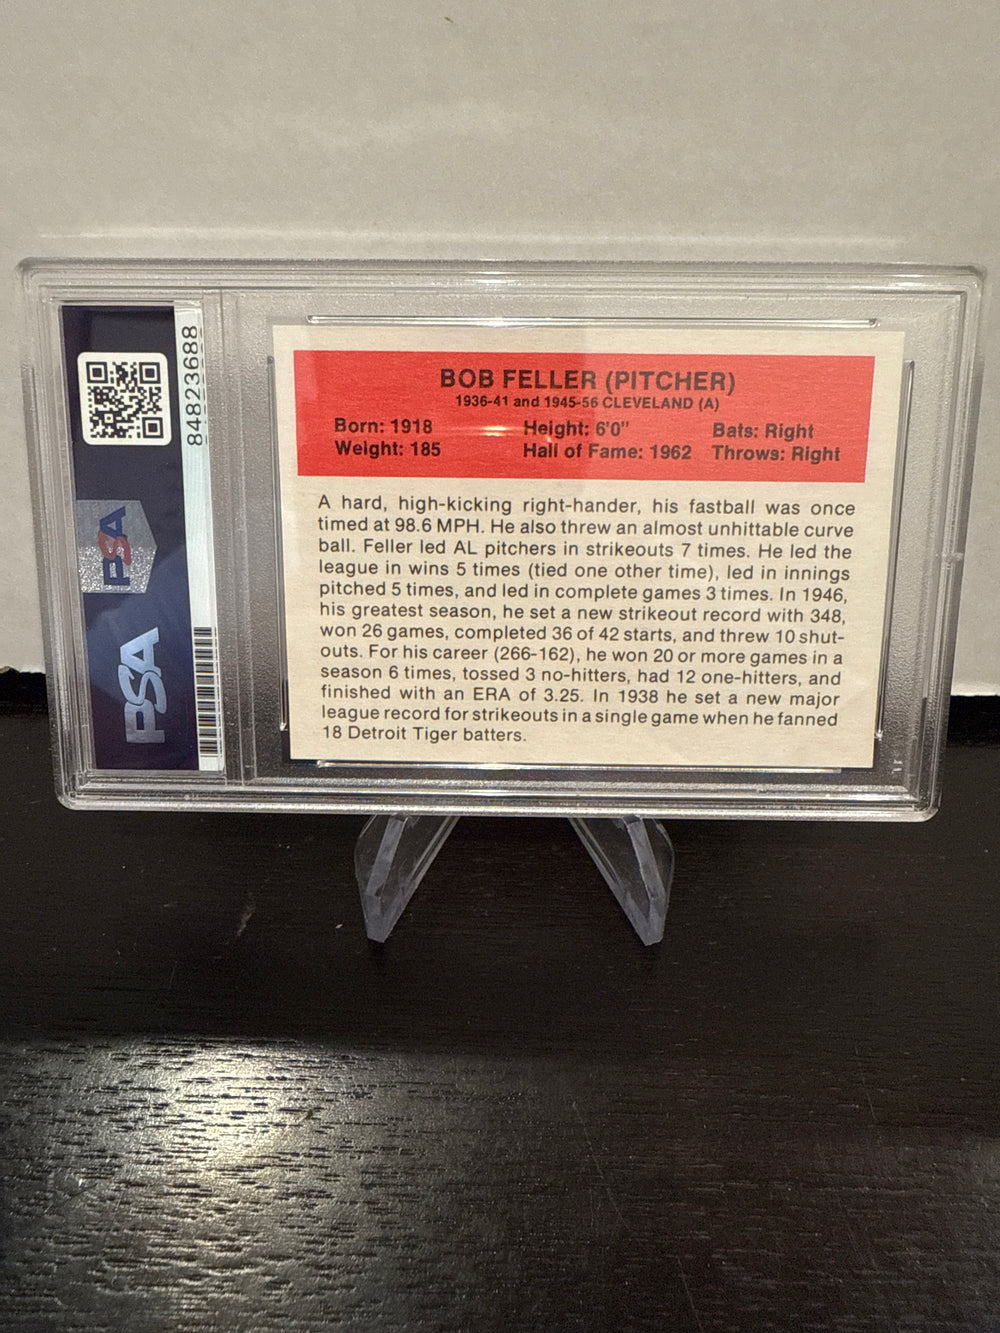 84823688
PSA
PSA
BOB FELLER (PITCHER)
1936-41 and 1945-56 CLEVELAND (A)
Born: 1918 Height: 6'0" Bats: Right
Weight: 185 Hall of Fame: 1962 Throws: Right
A hard, high-kicking right-hander, his fastball was once
timed at 98.6 MPH. He also threw an almost unhittable curve
ball. Feller led AL pitchers in strikeouts 7 times. He led the
league in wins 5 times (tied one other time), led in innings
pitched 5 times, and led in complete games 3 times. In 1946,
his greatest season, he set a new strikeout record with 348,
won 26 games, completed 36 of 42 starts, and threw 10 shut-
outs. For his career (266-162), he won 20 or more games in a
season 6 times, tossed 3 no-hitters, had 12 one-hitters, and
finished with an ERA of 3.25. In 1938 he set a new major
league record for strikeouts in a single game when he fanned
18 Detroit Tiger batters.